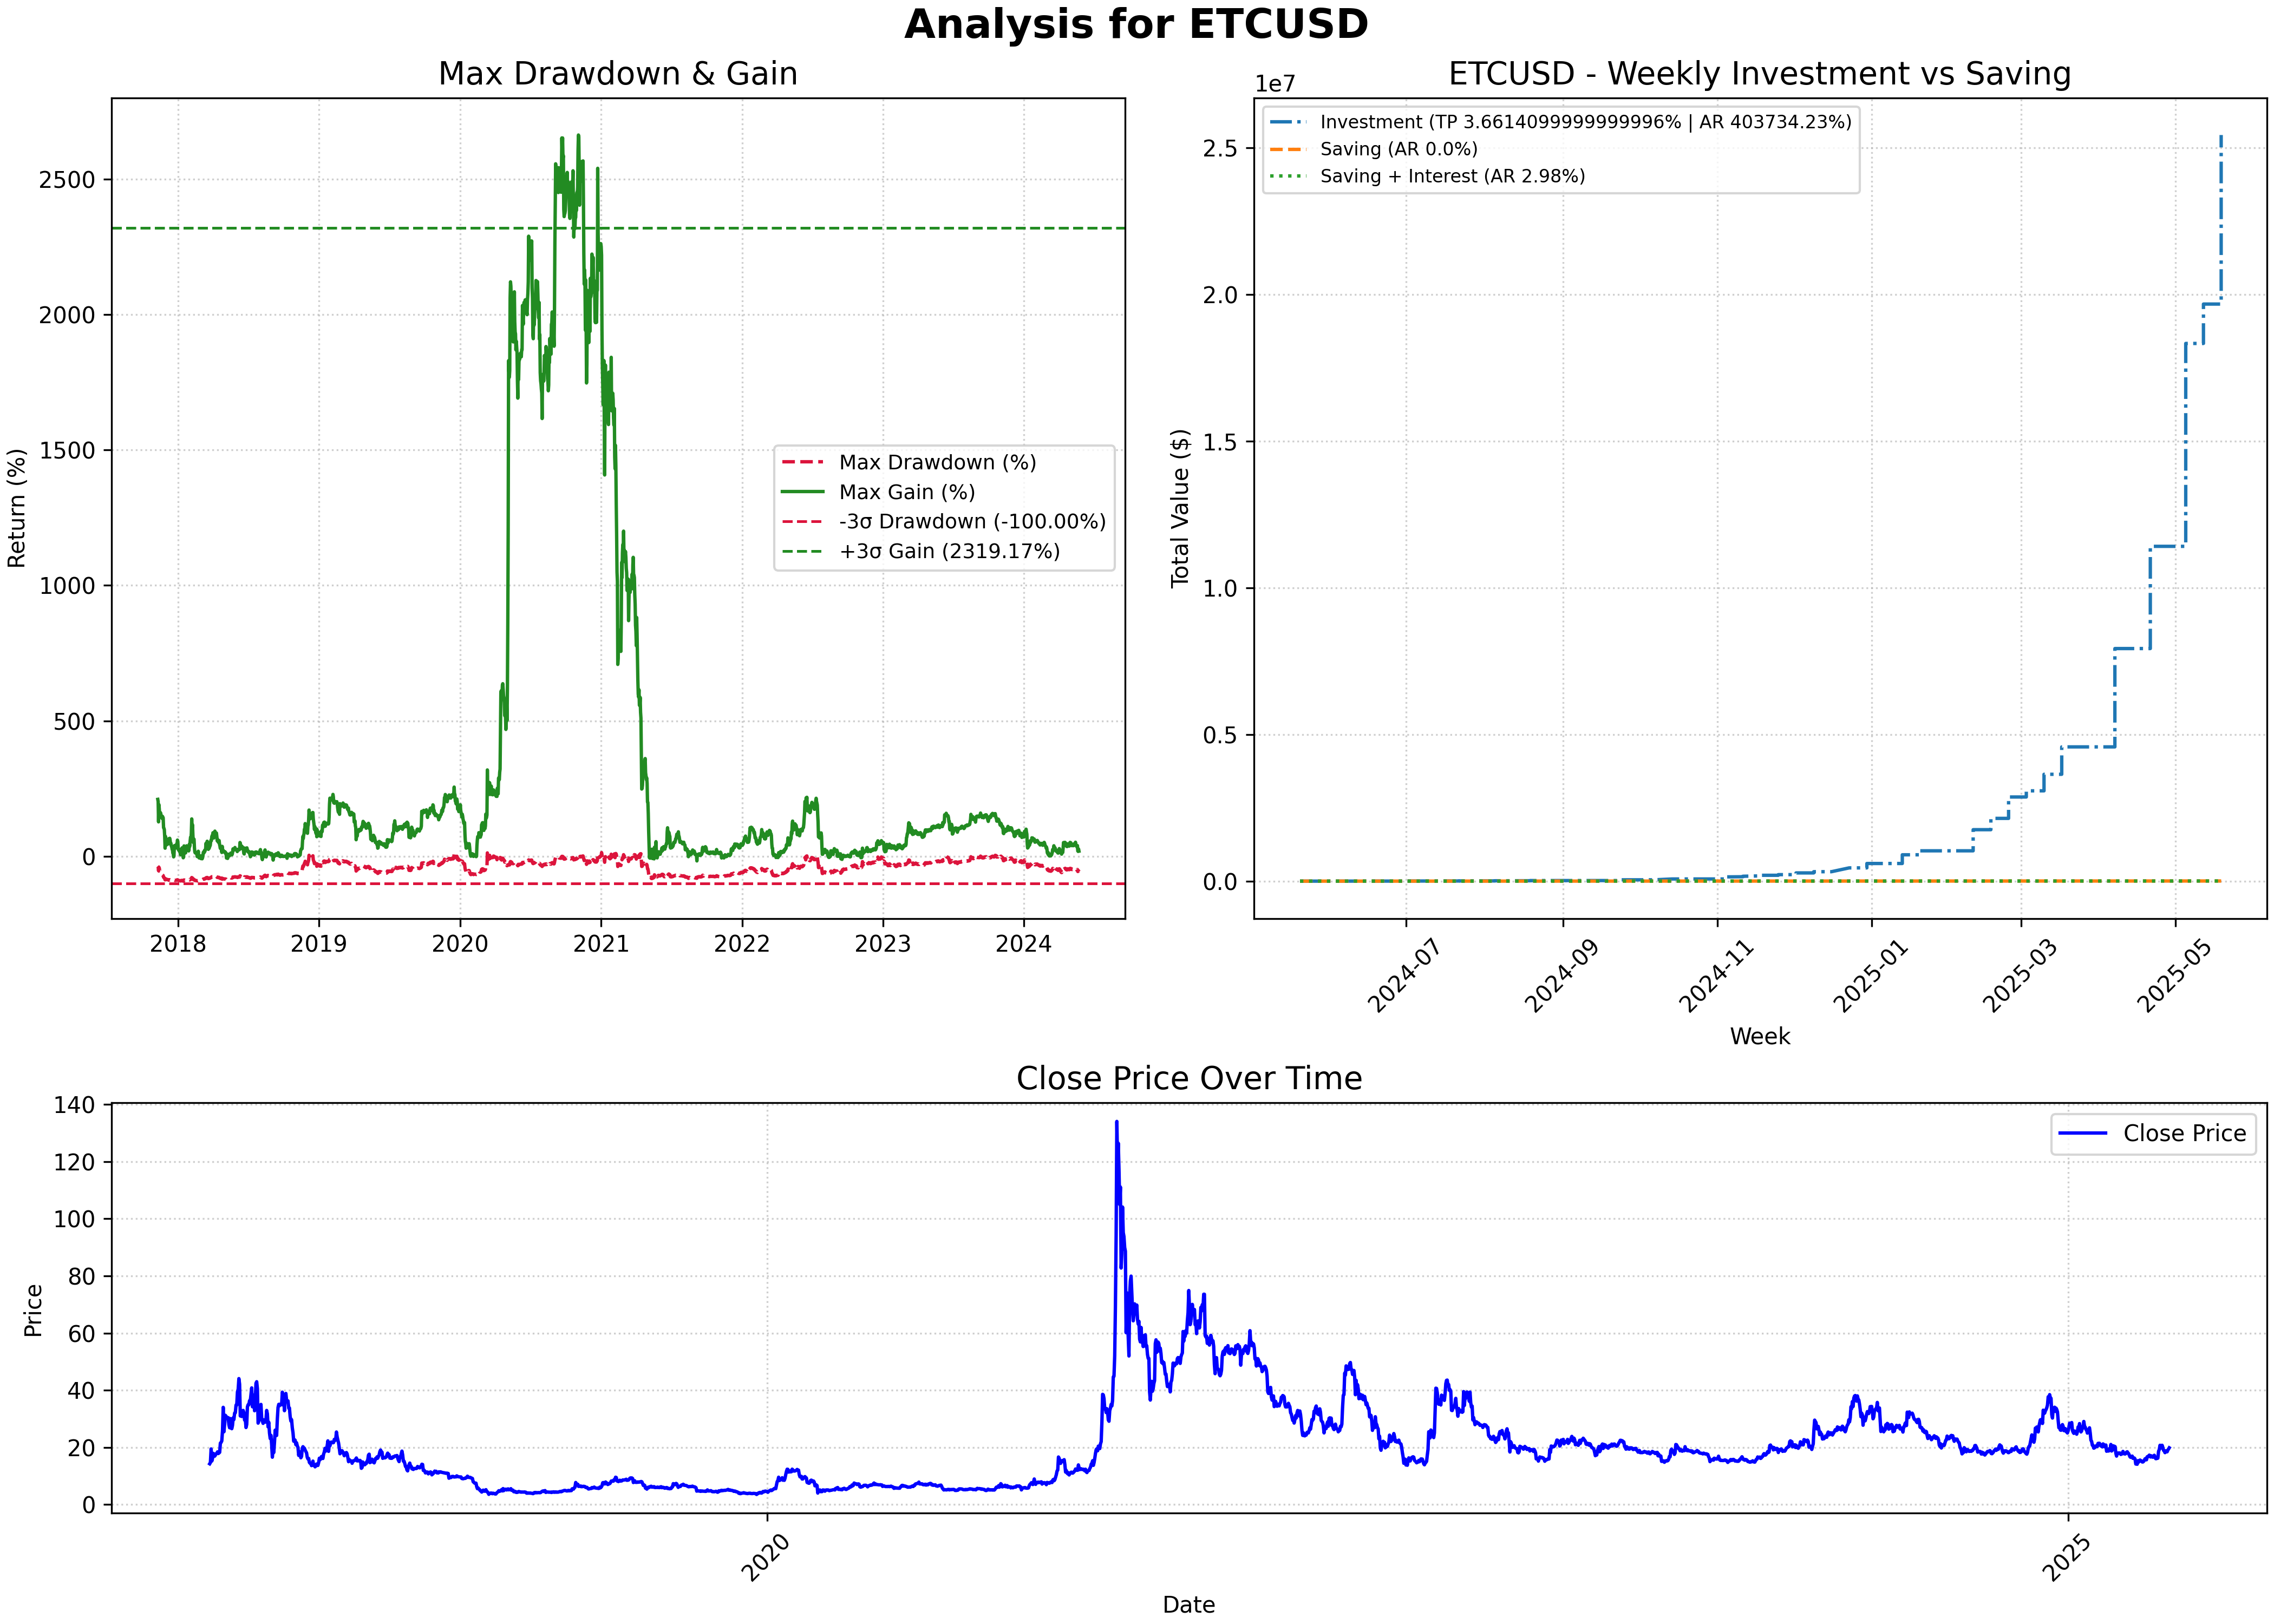 Analysis for ETCUSD
Max Drawdown & Gain
Return (%)
2500
2000
1500
1000
500
0
Max Drawdown (%)
Max Gain (%)
-3σ Drawdown (-100.00%)
+3σ Gain (2319.17%)
2018 2019 2020 2021 2022 2023 2024
ETCUSD - Weekly Investment vs Saving
1e7
Total Value ($)
2.5
2.0
1.5
1.0
0.5
0.0
Investment (TP 3.6614099999999996% | AR 403734.23%)
Saving (AR 0.0%)
Saving + Interest (AR 2.98%)
2024-07 2024-09 2024-11 2025-01 2025-03 2025-05
Week
Close Price Over Time
Price
140
120
100
80
60
40
20
0
Close Price
2020 2025
Date